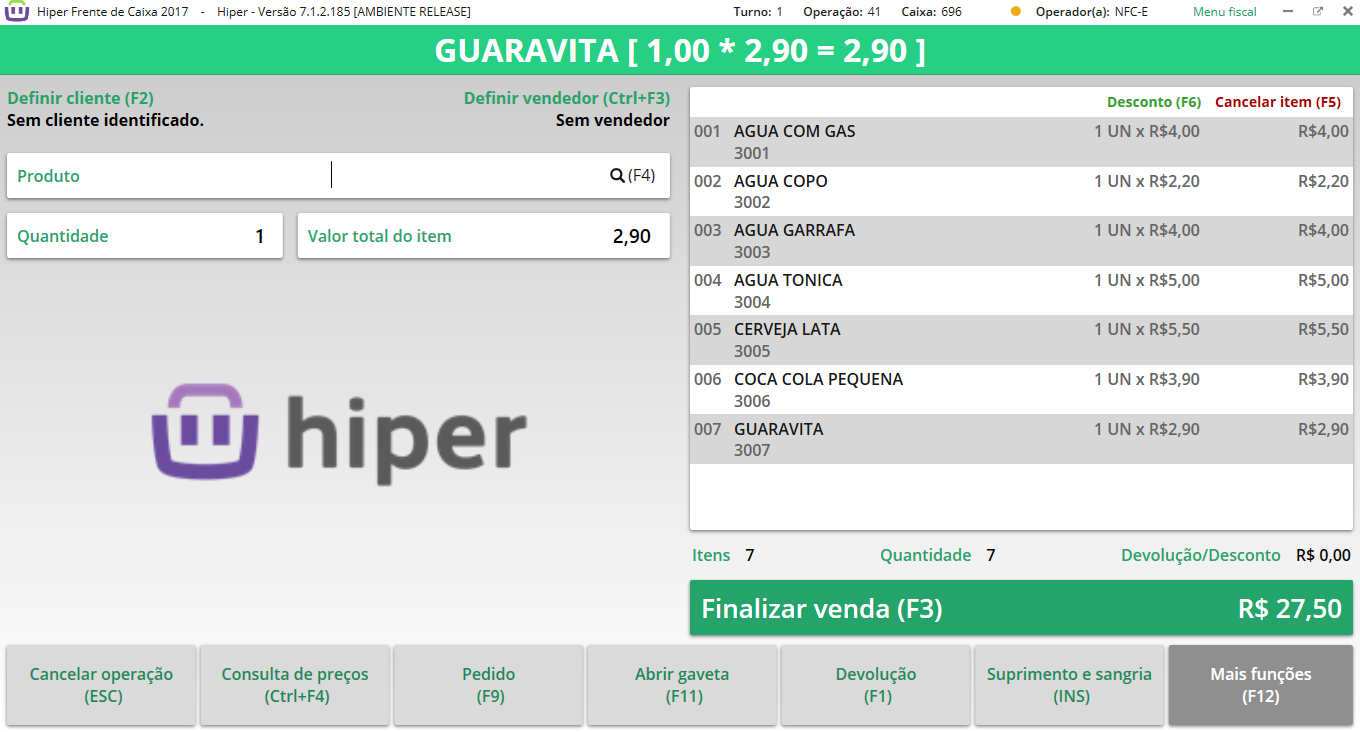 Hiper Frente de Caixa 2017 - Hiper - Versão 7.1.2.185 [AMBIENTE RELEASE] Turno: 1 Operação: 41 Caixa: 696 Operador(a): NFC-E Menu fiscal
GUARAVITA [ 1,00 * 2,90 = 2,90 ]
Definir cliente (F2) Definir vendedor (Ctrl+F3)
Sem cliente identificado. Sem vendedor
Produto (F4)
Quantidade 1 Valor total do item 2,90
hiper
Desconto (F6) Cancelar item (F5)
001 AGUA COM GAS 1 UN x R$4,00 R$4,00
3001
002 AGUA COPO 1 UN x R$2,20 R$2,20
3002
003 AGUA GARRAFA 1 UN x R$4,00 R$4,00
3003
004 AGUA TONICA 1 UN x R$5,00 R$5,00
3004
005 CERVEJA LATA 1 UN x R$5,50 R$5,50
3005
006 COCA COLA PEQUENA 1 UN x R$3,90 R$3,90
3006
007 GUARAVITA 1 UN x R$2,90 R$2,90
3007
Itens 7 Quantidade 7 Devolução/Desconto R$ 0,00
Finalizar venda (F3) R$ 27,50
Cancelar operação (ESC)
Consulta de preços (Ctrl+F4)
Pedido (F9)
Abrir gaveta (F11)
Devolução (F1)
Suprimento e sangria (INS)
Mais funções (F12)